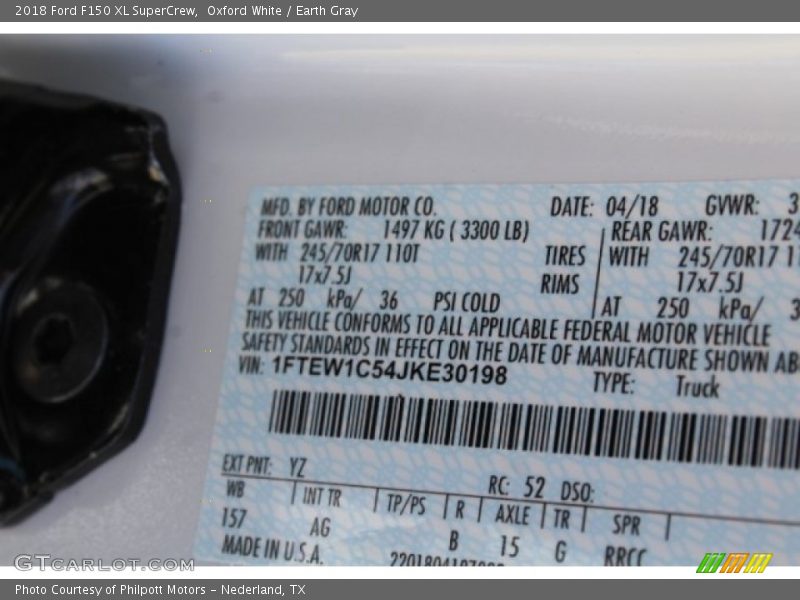 2018 Ford F150 XL SuperCrew, Oxford White / Earth Gray
MFD. BY FORD MOTOR CO. DATE: 04/18 GVWR: 3
FRONT GAWR: 1497 KG ( 3300 LB) REAR GAWR: 1724
WITH 245/70R17 110T TIRES WITH 245/70R17 11
17x7.5J RIMS 17x7.5J
AT 250 kPa/ 36 PSI COLD AT 250 kPa/ 3
THIS VEHICLE CONFORMS TO ALL APPLICABLE FEDERAL MOTOR VEHICLE
SAFETY STANDARDS IN EFFECT ON THE DATE OF MANUFACTURE SHOWN AB
VIN: 1FTEW1C54JKE30198 TYPE: Truck
EXT PNT: YZ RC: 52 DSO:
WB INT TR TP/PS R AXLE TR SPR
157 AG B 15 G RRCC
MADE IN U.S.A.
GTCarLot.com
Photo Courtesy of Philpott Motors - Nederland, TX